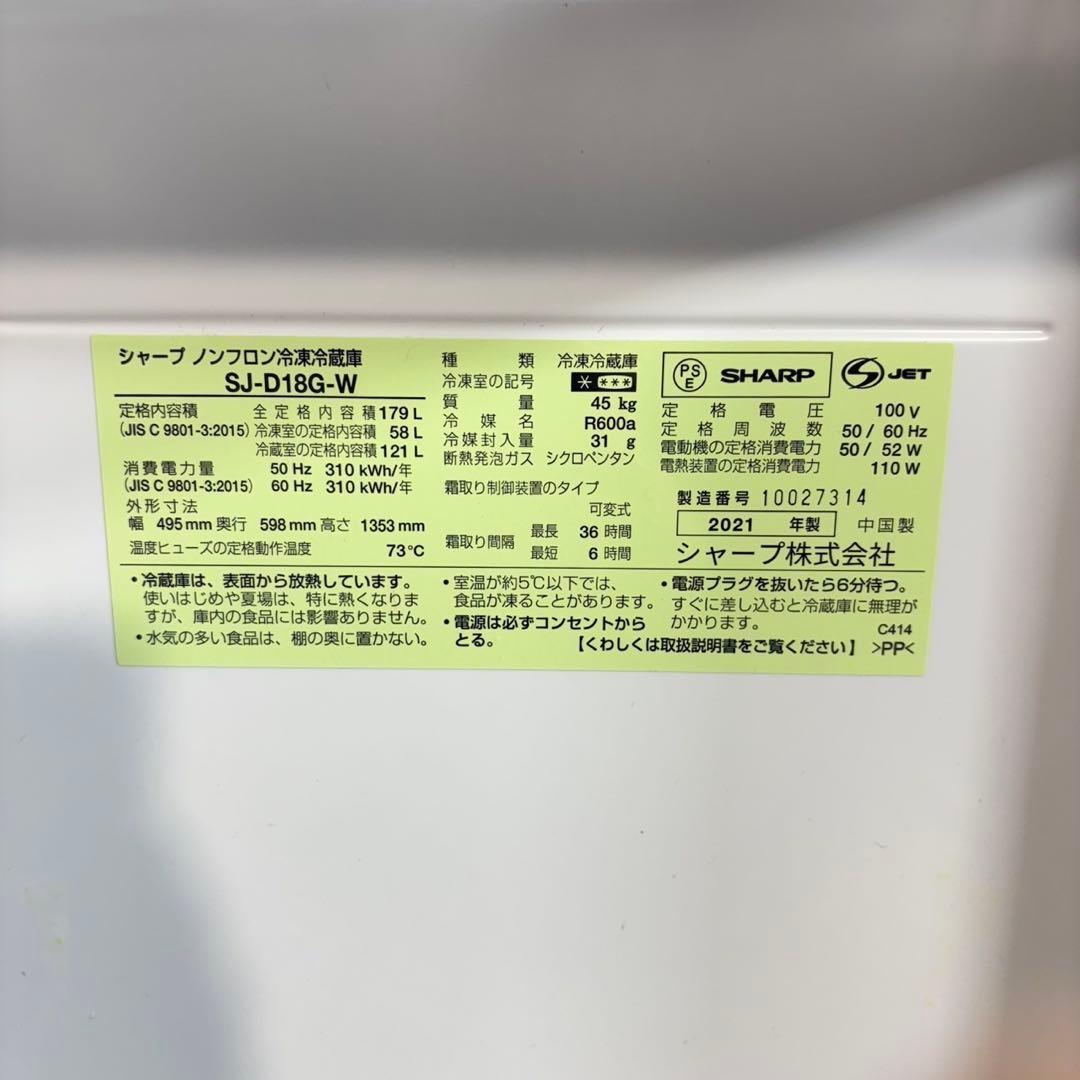 シャープ ノンフロン冷凍冷蔵庫
SJ-D18G-W
定格内容積 全定格内容積 179 L
(JIS C 9801-3:2015) 冷凍室の定格内容積 58 L
冷蔵室の定格内容積 121 L
消費電力量 50 Hz 310 kWh/年
(JIS C 9801-3:2015) 60 Hz 310 kWh/年
外形寸法
幅 495 mm 奥行 598 mm 高さ 1353 mm
温度ヒューズの定格動作温度 73℃
種類 冷凍冷蔵庫
冷凍室の記号 * ***
質量 45 kg
冷媒名 R600a
冷媒封入量 31 g
断熱発泡ガス シクロペンタン
霜取り制御装置のタイプ
可変式
霜取り間隔 最長 36 時間
最短 6 時間
PSE SHARP JET
定格電圧 100 V
定格周波数 50 / 60 Hz
電動機の定格消費電力 50 / 52 W
電熱装置の定格消費電力 110 W
製造番号 10027314
2021 年製 中国製
シャープ株式会社
・冷蔵庫は、表面から放熱しています。
使いはじめや夏場は、特に熱くなりま
すが、庫内の食品には影響ありません。
・水気の多い食品は、棚の奥に置かない。
・室温が約5℃以下では、
食品が凍ることがあります。
・電源は必ずコンセントから
とる。
・電源プラグを抜いたら6分待つ。
すぐに差し込むと冷蔵庫に無理が
かかります。
C414
【くわしくは取扱説明書をご覧ください】 >PP<